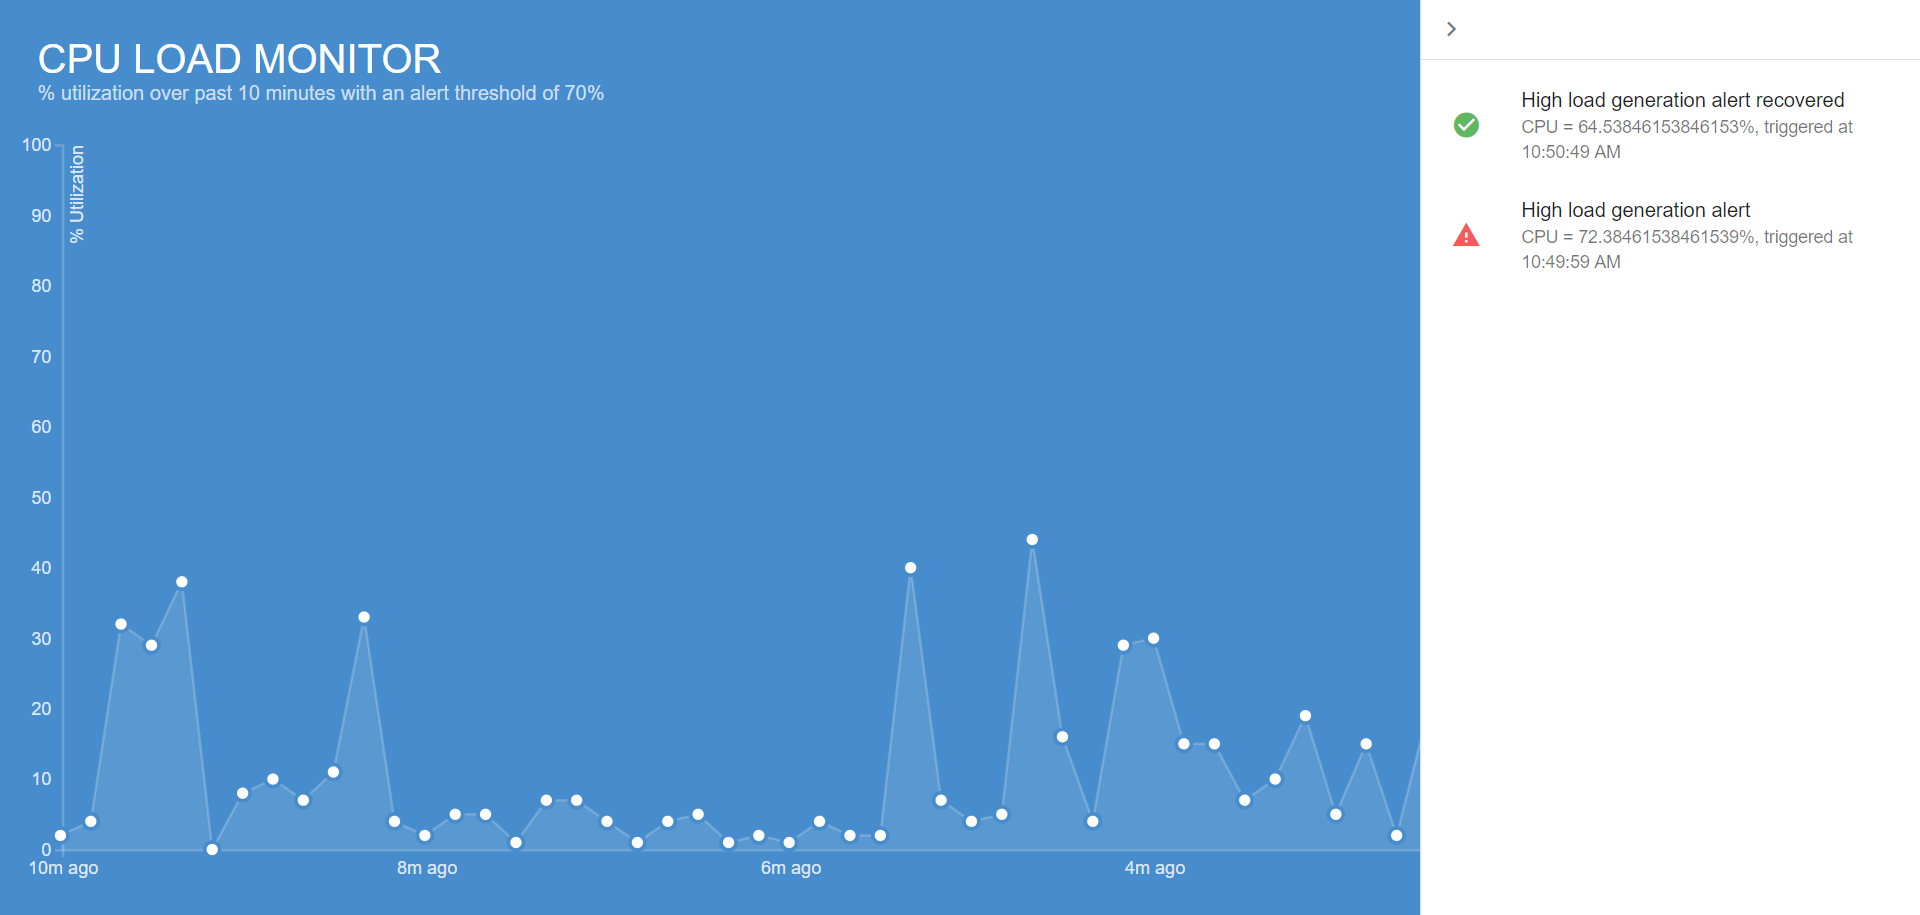 CPU LOAD MONITOR
% utilization over past 10 minutes with an alert threshold of 70%
100
% Utilization
90
80
70
60
50
40
30
20
10
0
10m ago
8m ago
6m ago
4m ago
High load generation alert recovered
CPU = 64.53846153846153%, triggered at
10:50:49 AM
High load generation alert
CPU = 72.38461538461539%, triggered at
10:49:59 AM